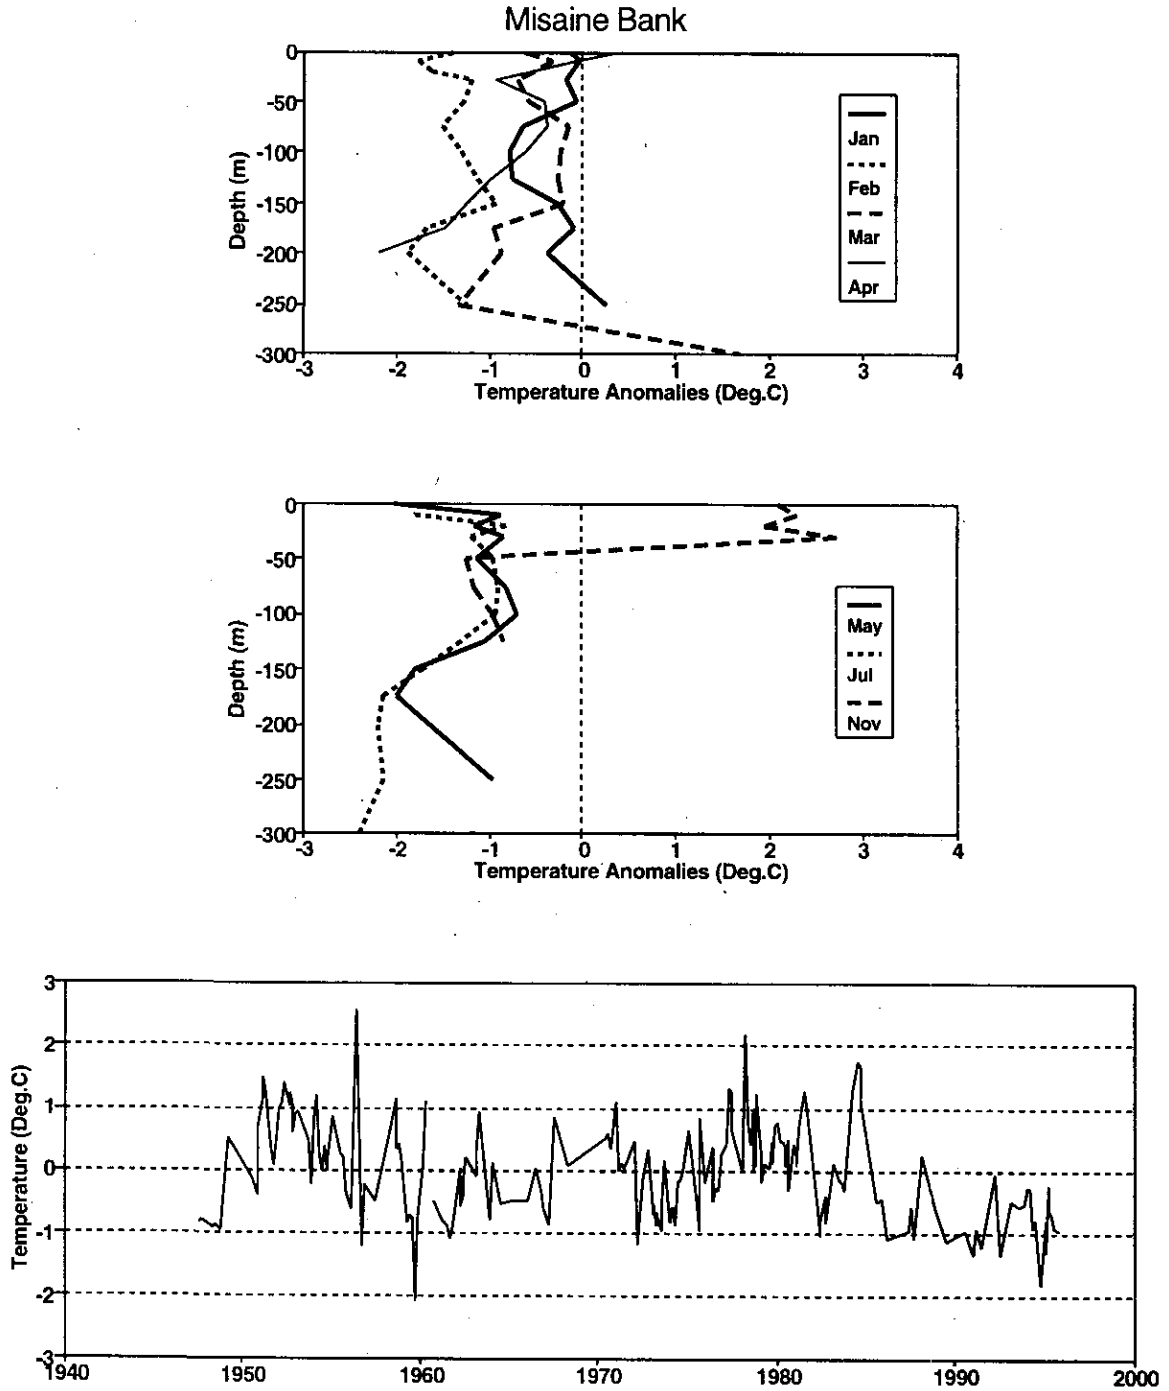 Misaine Bank
0
-50
-100
-150
-200
-250
-300
Depth (m)
-3 -2 -1 0 1 2 3 4
Temperature Anomalies (Deg.C)
Jan
Feb
Mar
Apr
0
-50
-100
-150
-200
-250
-300
Depth (m)
-3 -2 -1 0 1 2 3 4
Temperature Anomalies (Deg.C)
May
Jul
Nov
3
2
1
0
-1
-2
-3
Temperature (Deg.C)
1940 1950 1960 1970 1980 1990 2000